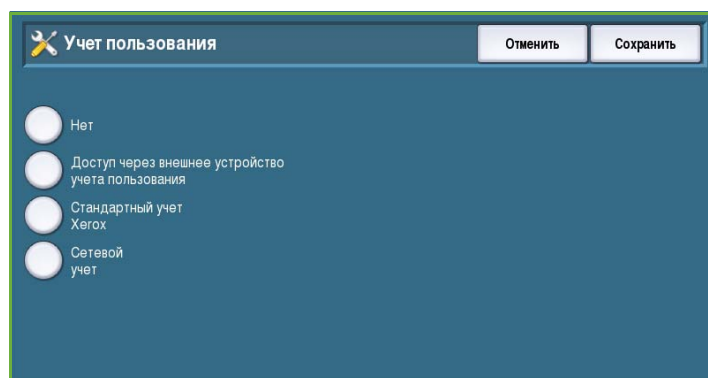 Учет пользования
Отменить
Сохранить
Нет
Доступ через внешнее устройство
учета пользования
Стандартный учет
Xerox
Сетевой
учет